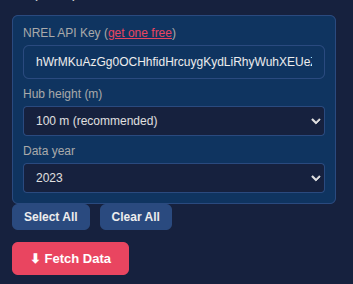 NREL API Key (get one free)
hWrMKuAzGg0OCHhfidHrcuygKydLiRhyWuhXEUeZ
Hub height (m)
100 m (recommended)
Data year
2023
Select All Clear All
⬇ Fetch Data